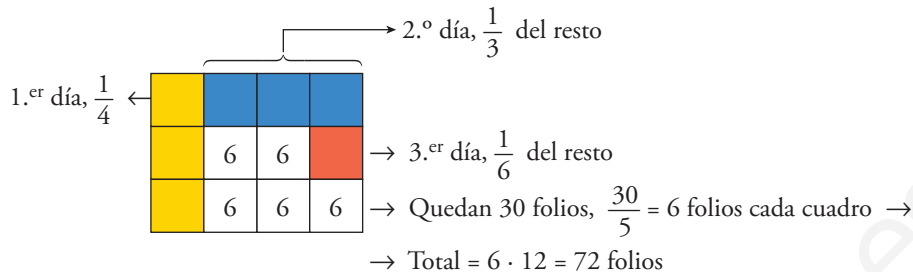 2.º día, 1/3 del resto
1.er día, 1/4 ←
6 6 → 3.er día, 1/6 del resto
6 6 6 → Quedan 30 folios, 30/5 = 6 folios cada cuadro →
→ Total = 6 · 12 = 72 folios